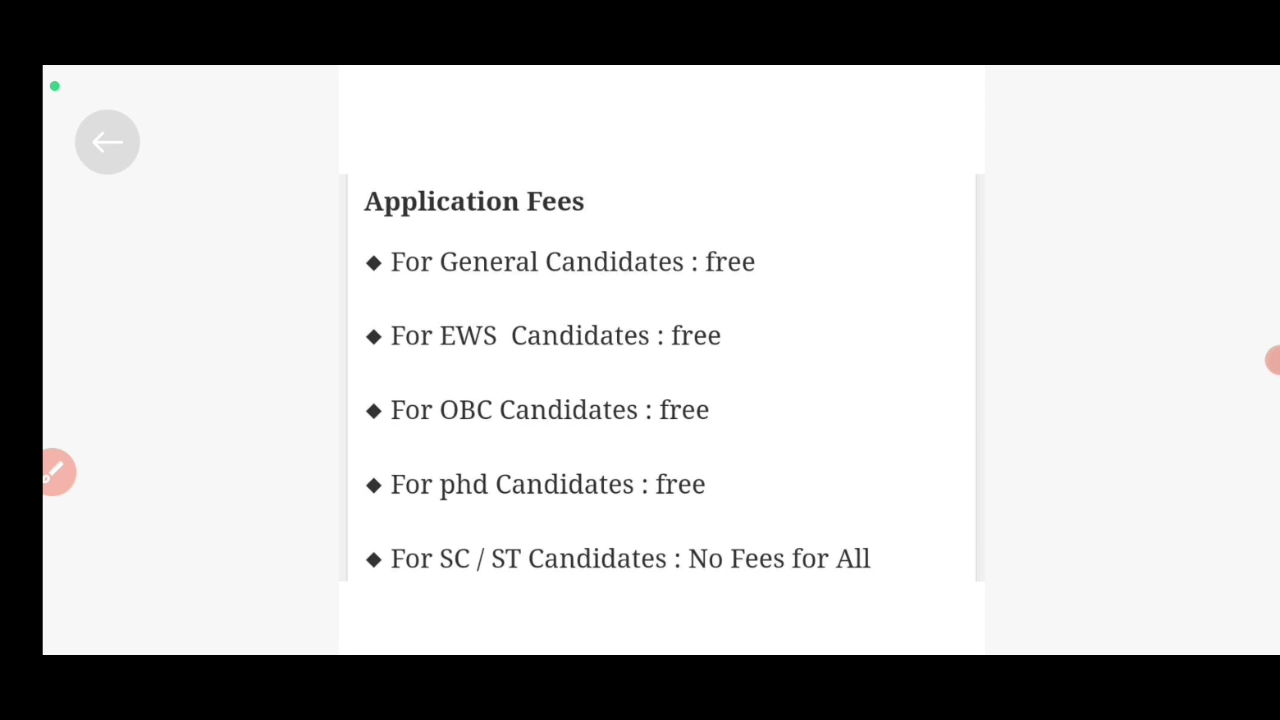 Application Fees
◆ For General Candidates : free
◆ For EWS  Candidates : free
◆ For OBC Candidates : free
◆ For phd Candidates : free
◆ For SC / ST Candidates : No Fees for All